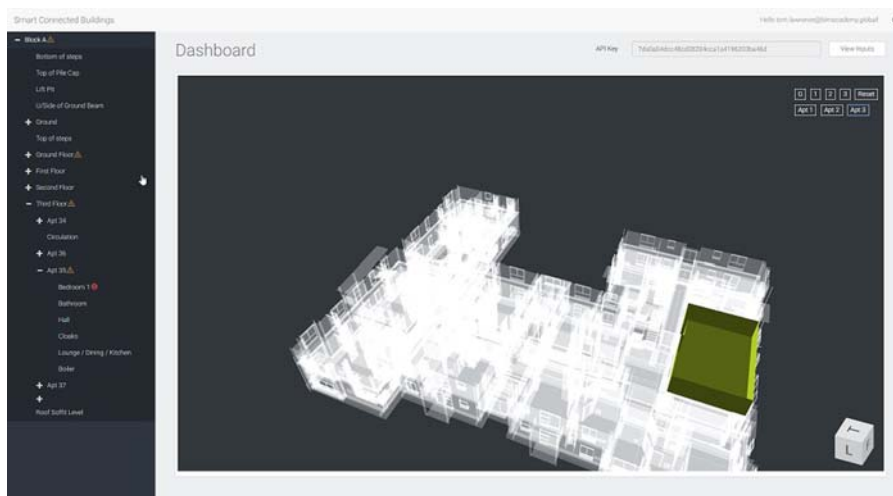 Smart Connected Buildings
Block A
Bottom of steps
Top of Pile Cap
Lift Pit
U/Side of Ground Beam
Ground
Top of steps
Ground Floor
First Floor
Second Floor
Third Floor
Apt 34
Circulation
Apt 36
Apt 35
Bedroom 1
Bathroom
Hall
Cloaks
Lounge / Dining / Kitchen
Boiler
Apt 37
Roof Soffit Level
Dashboard
API Key
View Inputs
0 1 2 3 Reset
Apt 1 Apt 2 Apt 3
T
L